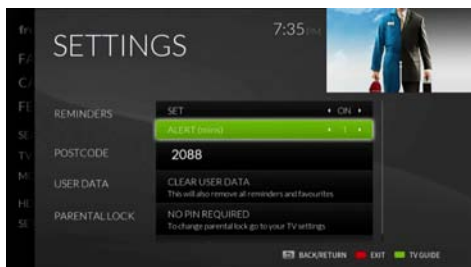 SETTINGS
7:35 PM
REMINDERS
SET
ON
ALERT (mins)
1
POSTCODE
2088
USER DATA
CLEAR USER DATA
This will also remove all reminders and favourites
PARENTAL LOCK
NO PIN REQUIRED
To change parental lock go to your TV settings
BACK/RETURN EXIT TV GUIDE